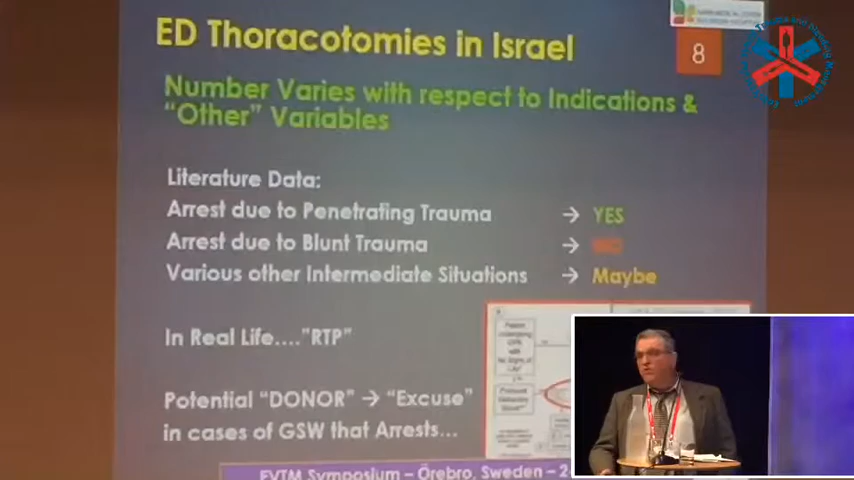 ED Thoracotomies in Israel
8
Number Varies with respect to Indications &
"Other" Variables
Literature Data:
Arrest due to Penetrating Trauma → YES
Arrest due to Blunt Trauma → NO
Various other Intermediate Situations → Maybe
In Real Life...."RTP"
Potential "DONOR" → "Excuse"
in cases of GSW that Arrests...
EVTM Symposium – Örebro, Sweden – 2